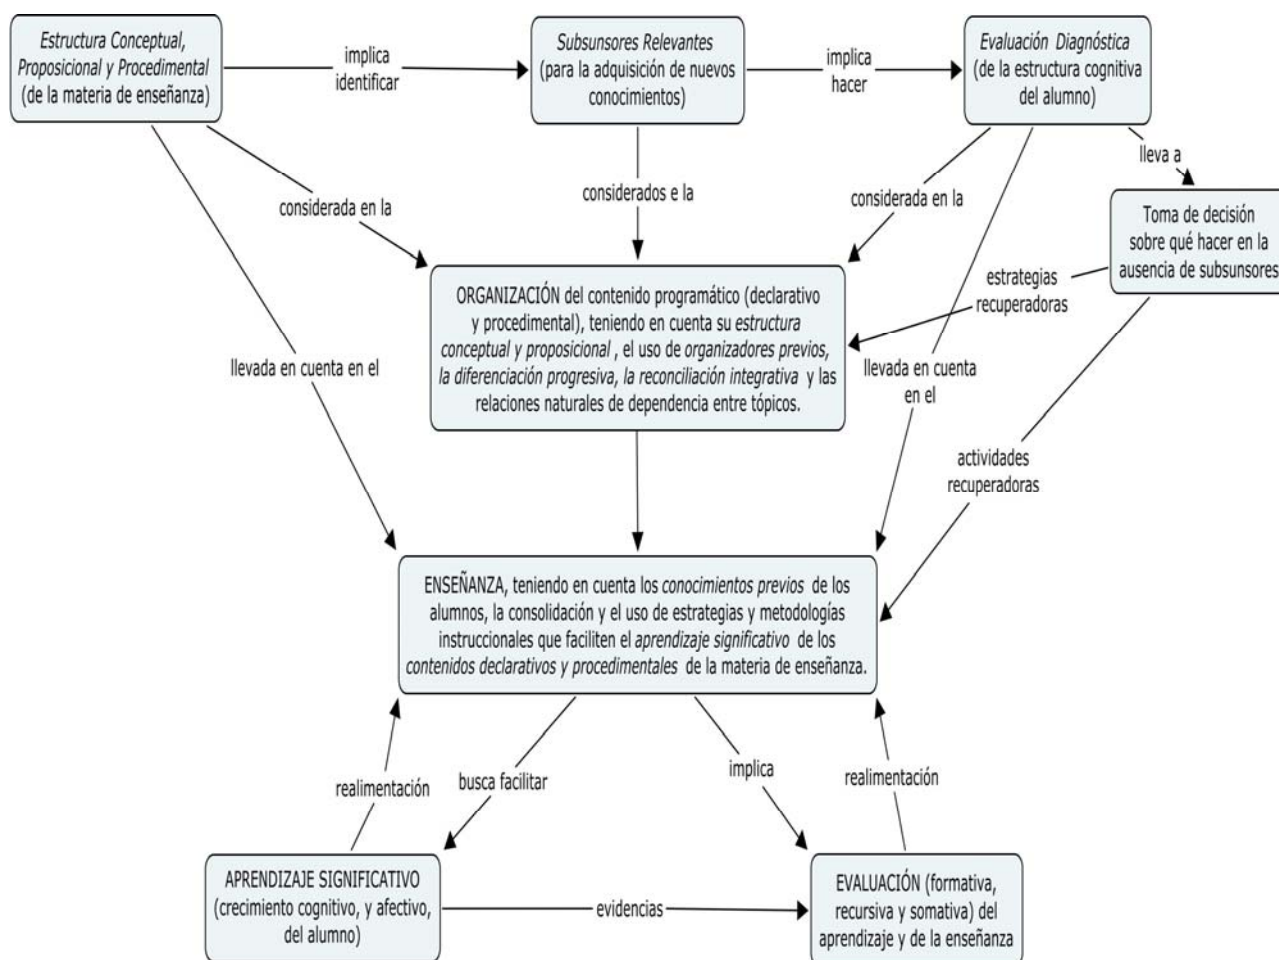 Estructura Conceptual,
Proposicional y Procedimental
(de la materia de enseñanza)
implica
identificar
Subsunsores Relevantes
(para la adquisición de nuevos
conocimientos)
implica
hacer
Evaluación Diagnóstica
(de la estructura cognitiva
del alumno)
lleva a
considerada en la
considerados e la
considerada en la
Toma de decisión
sobre qué hacer en la
ausencia de subsunsores
estrategias
recuperadoras
ORGANIZACIÓN del contenido programático (declarativo
y procedimental), teniendo en cuenta su estructura
conceptual y proposicional , el uso de organizadores previos,
la diferenciación progresiva, la reconciliación integrativa y las
relaciones naturales de dependencia entre tópicos.
llevada en cuenta en el
llevada en cuenta
en el
actividades
recuperadoras
ENSEÑANZA, teniendo en cuenta los conocimientos previos de los
alumnos, la consolidación y el uso de estrategias y metodologías
instruccionales que faciliten el aprendizaje significativo de los
contenidos declarativos y procedimentales de la materia de enseñanza.
realimentación
busca facilitar
implica
realimentación
APRENDIZAJE SIGNIFICATIVO
(crecimiento cognitivo, y afectivo,
del alumno)
evidencias
EVALUACIÓN (formativa,
recursiva y somativa) del
aprendizaje y de la enseñanza